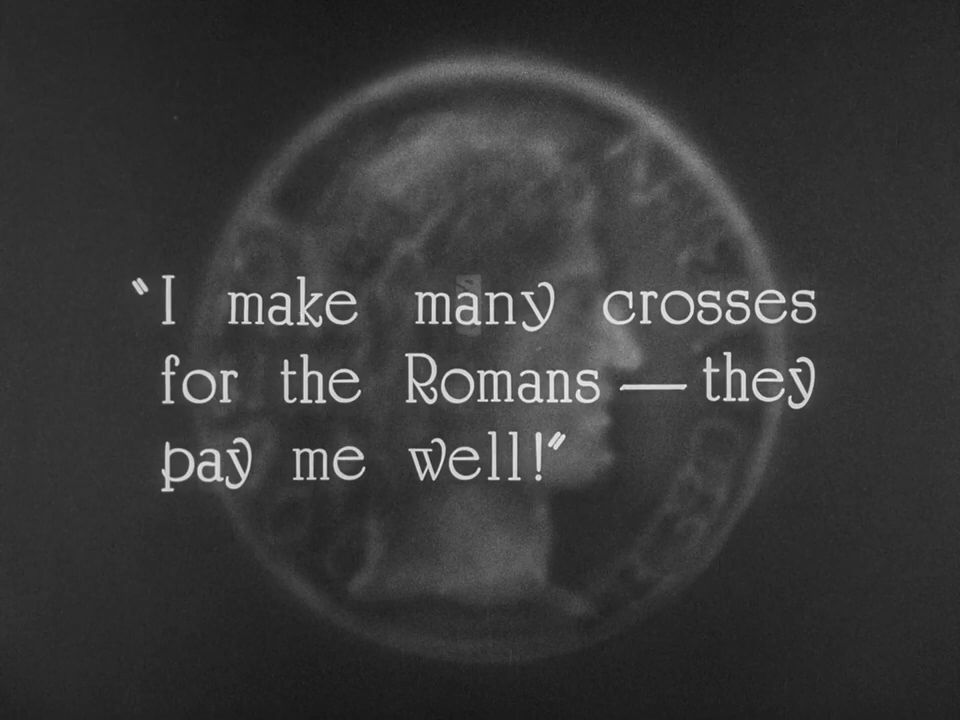 "I make many crosses
for the Romans — they
pay me well!"